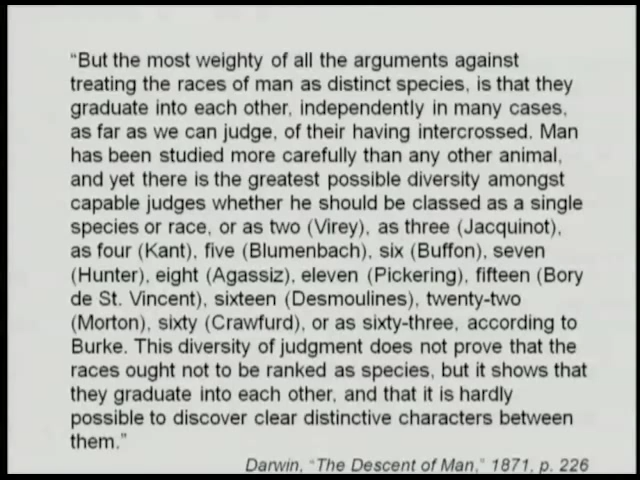 “But the most weighty of all the arguments against
treating the races of man as distinct species, is that they
graduate into each other, independently in many cases,
as far as we can judge, of their having intercrossed. Man
has been studied more carefully than any other animal,
and yet there is the greatest possible diversity amongst
capable judges whether he should be classed as a single
species or race, or as two (Virey), as three (Jacquinot),
as four (Kant), five (Blumenbach), six (Buffon), seven
(Hunter), eight (Agassiz), eleven (Pickering), fifteen (Bory
de St. Vincent), sixteen (Desmoulines), twenty-two
(Morton), sixty (Crawfurd), or as sixty-three, according to
Burke. This diversity of judgment does not prove that the
races ought not to be ranked as species, but it shows that
they graduate into each other, and that it is hardly
possible to discover clear distinctive characters between
them.”
Darwin, “The Descent of Man,” 1871, p. 226